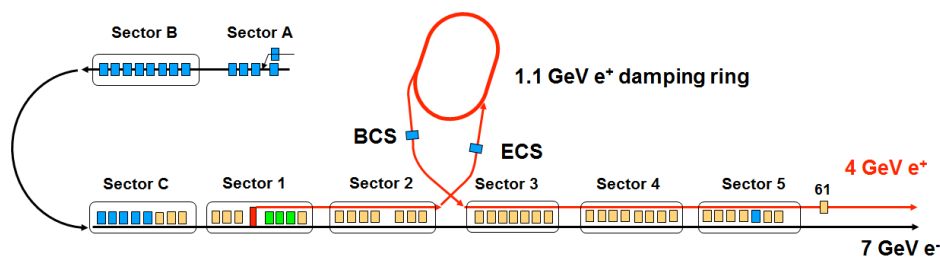 Sector B
Sector A
1.1 GeV e+ damping ring
BCS
ECS
4 GeV e+
Sector C
Sector 1
Sector 2
Sector 3
Sector 4
Sector 5
61
7 GeV e-